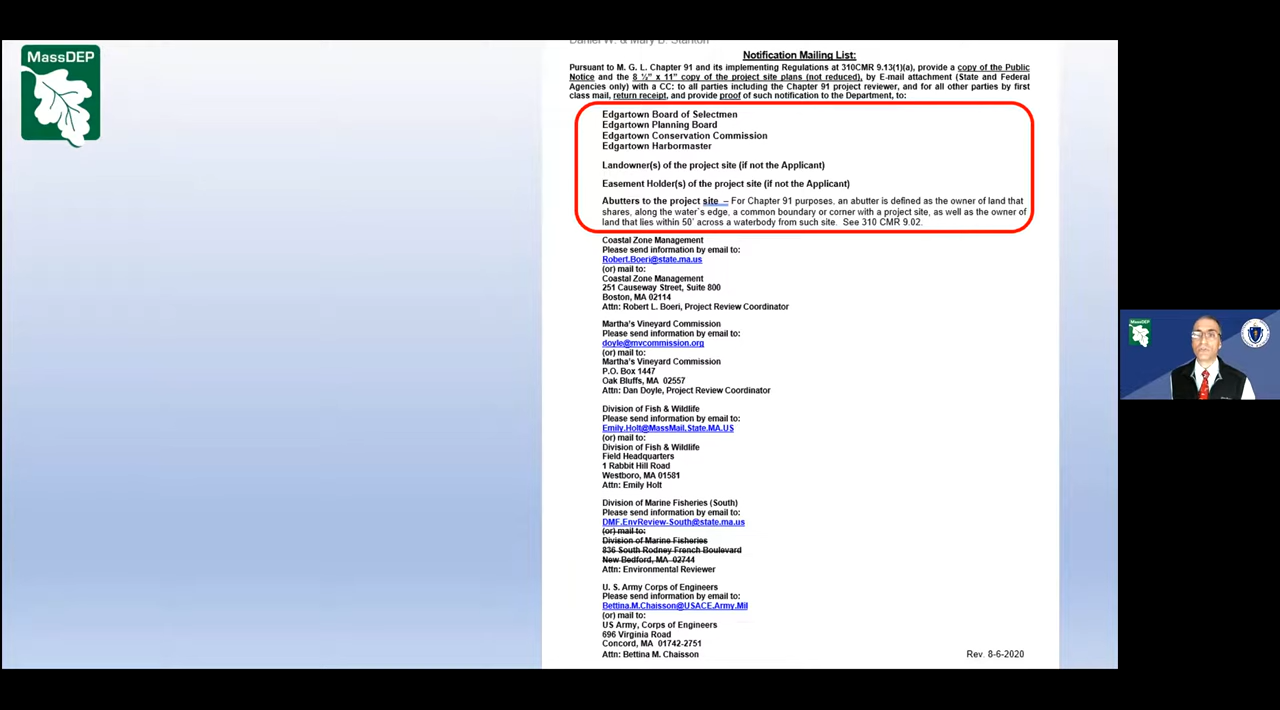 MassDEP
Daniel W. & Mary B. Stanton
Notification Mailing List:
Pursuant to M. G. L. Chapter 91 and its implementing Regulations at 310CMR 9.13(1)(a), provide a copy of the Public
Notice and the 8 ½” x 11” copy of the project site plans (not reduced), by E-mail attachment (State and Federal
Agencies only) with a CC: to all parties including the Chapter 91 project reviewer, and for all other parties by first
class mail, return receipt, and provide proof of such notification to the Department, to:
Edgartown Board of Selectmen
Edgartown Planning Board
Edgartown Conservation Commission
Edgartown Harbormaster
Landowner(s) of the project site (if not the Applicant)
Easement Holder(s) of the project site (if not the Applicant)
Abutters to the project site – For Chapter 91 purposes, an abutter is defined as the owner of land that
shares, along the water`s edge, a common boundary or corner with a project site, as well as the owner of
land that lies within 50’ across a waterbody from such site. See 310 CMR 9.02.
Coastal Zone Management
Please send information by email to:
Robert.Boeri@state.ma.us
(or) mail to:
Coastal Zone Management
251 Causeway Street, Suite 800
Boston, MA 02114
Attn: Robert L. Boeri, Project Review Coordinator
Martha’s Vineyard Commission
Please send information by email to:
doyle@mvcommission.org
(or) mail to:
Martha’s Vineyard Commission
P.O. Box 1447
Oak Bluffs, MA 02557
Attn: Dan Doyle, Project Review Coordinator
Division of Fish & Wildlife
Please send information by email to:
Emily.Holt@MassMail.State.MA.US
(or) mail to:
Division of Fish & Wildlife
Field Headquarters
1 Rabbit Hill Road
Westboro, MA 01581
Attn: Emily Holt
Division of Marine Fisheries (South)
Please send information by email to:
DMF.EnvReview-South@state.ma.us
(or) mail to:
Division of Marine Fisheries
836 South Rodney French Boulevard
New Bedford, MA 02744
Attn: Environmental Reviewer
U. S. Army Corps of Engineers
Please send information by email to:
Bettina.M.Chaisson@USACE.Army.Mil
(or) mail to:
US Army, Corps of Engineers
696 Virginia Road
Concord, MA 01742-2751
Attn: Bettina M. Chaisson
Rev. 8-6-2020
MassDEP